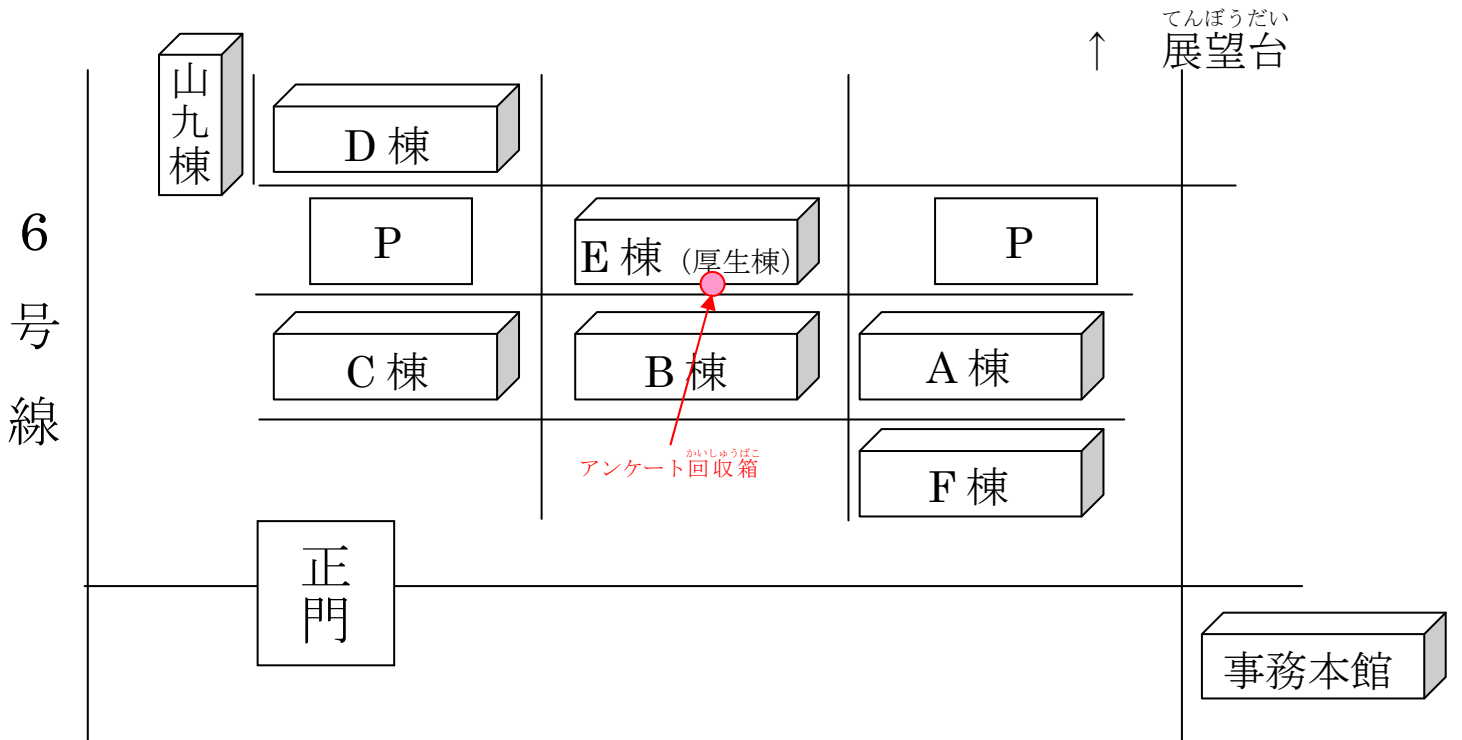 てんぼうだい
↑ 展望台
山九棟
D 棟
6号線
P
E 棟 (厚生棟)
P
C 棟
B 棟
A 棟
かいしゅうばこ
アンケート回収箱
F 棟
正門
事務本館